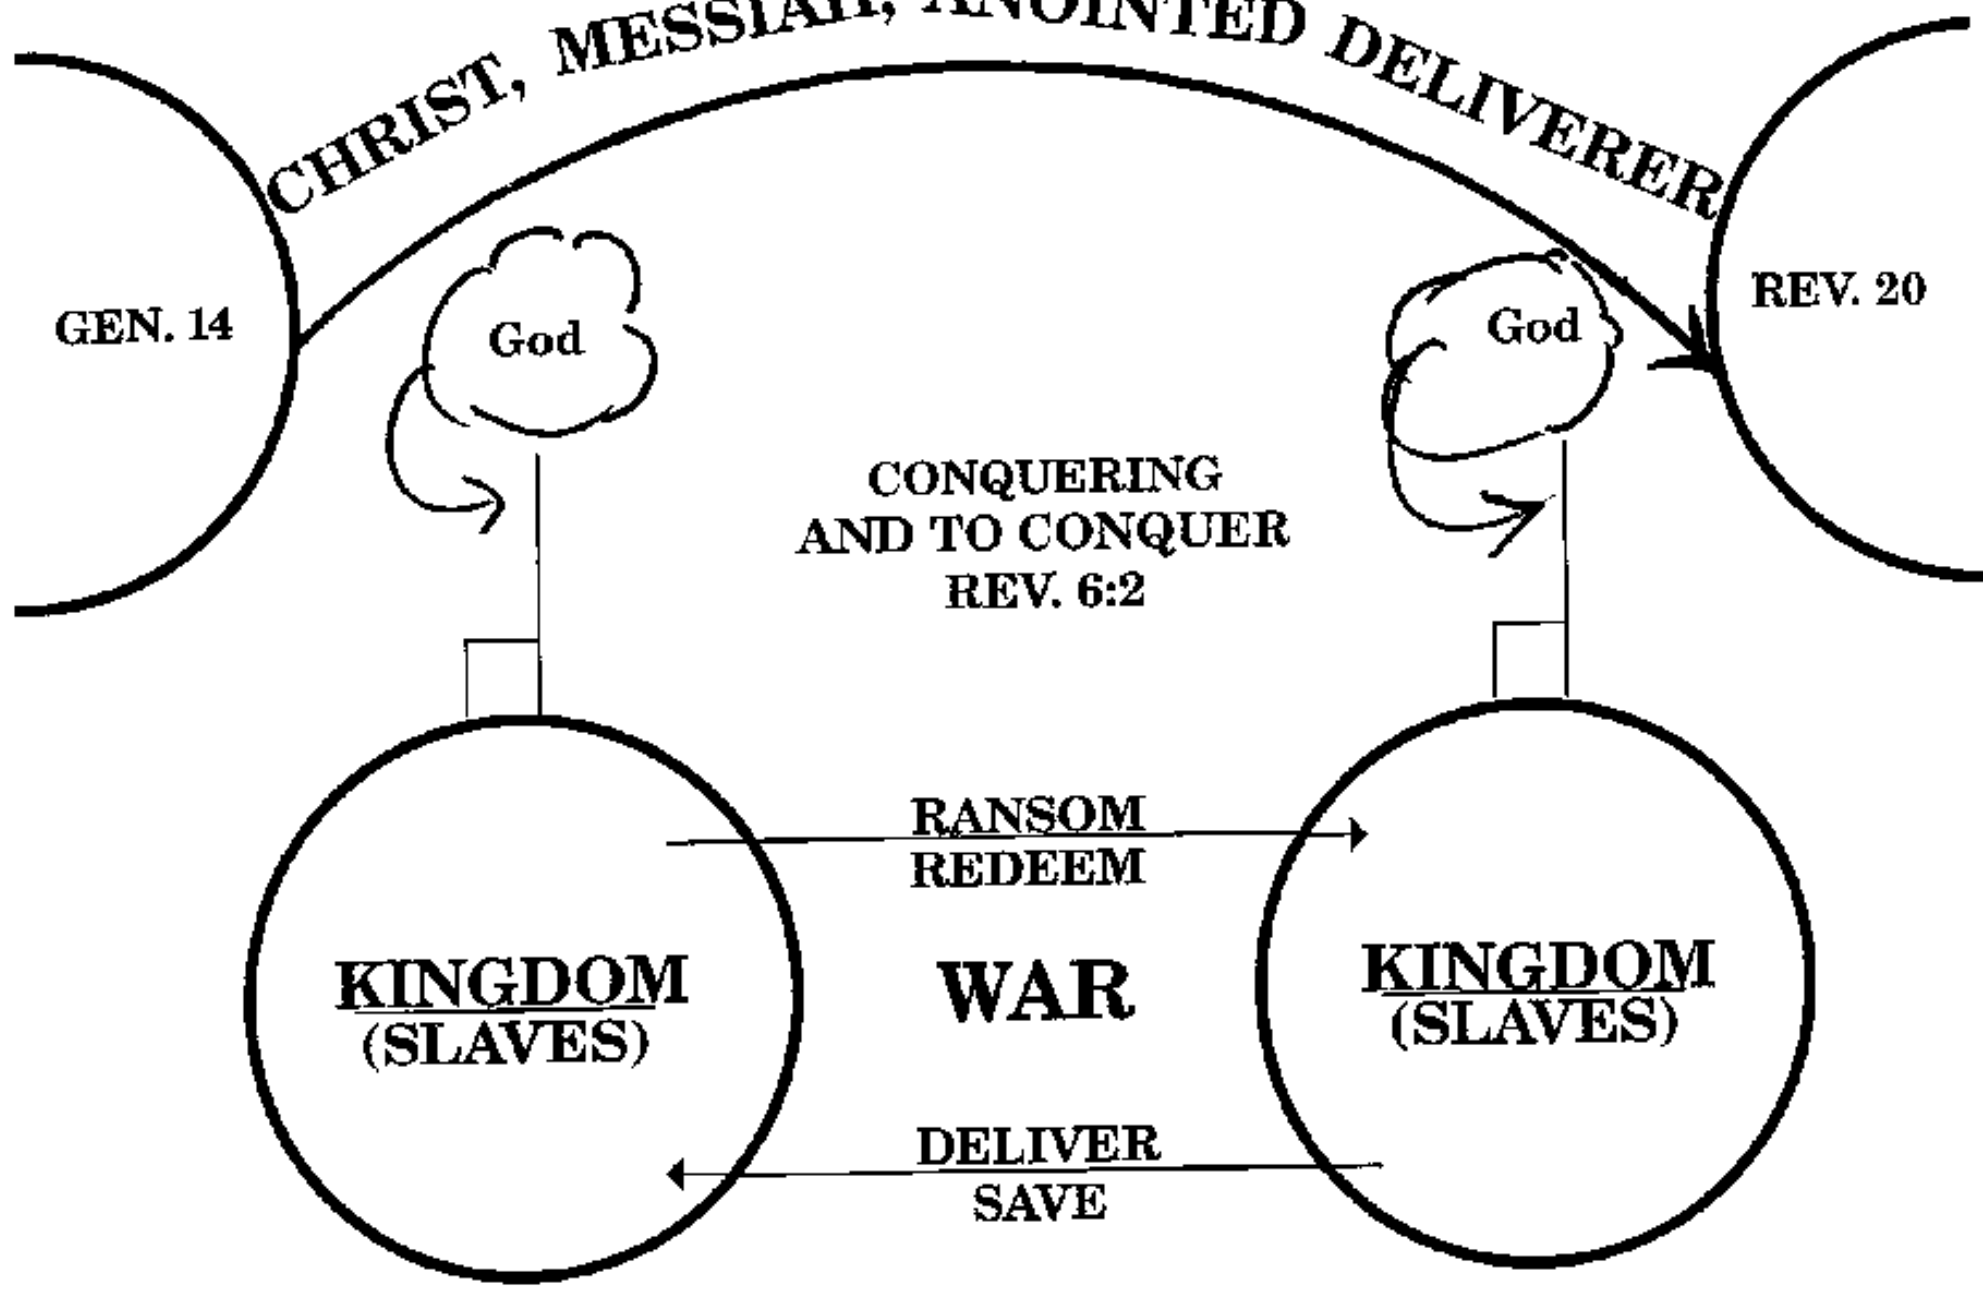 CHRIST, MESSIAH, ANOINTED DELIVERER
GEN. 14
God
God
REV. 20
CONQUERING
AND TO CONQUER
REV. 6:2
RANSOM
REDEEM
KINGDOM
(SLAVES)
WAR
KINGDOM
(SLAVES)
DELIVER
SAVE